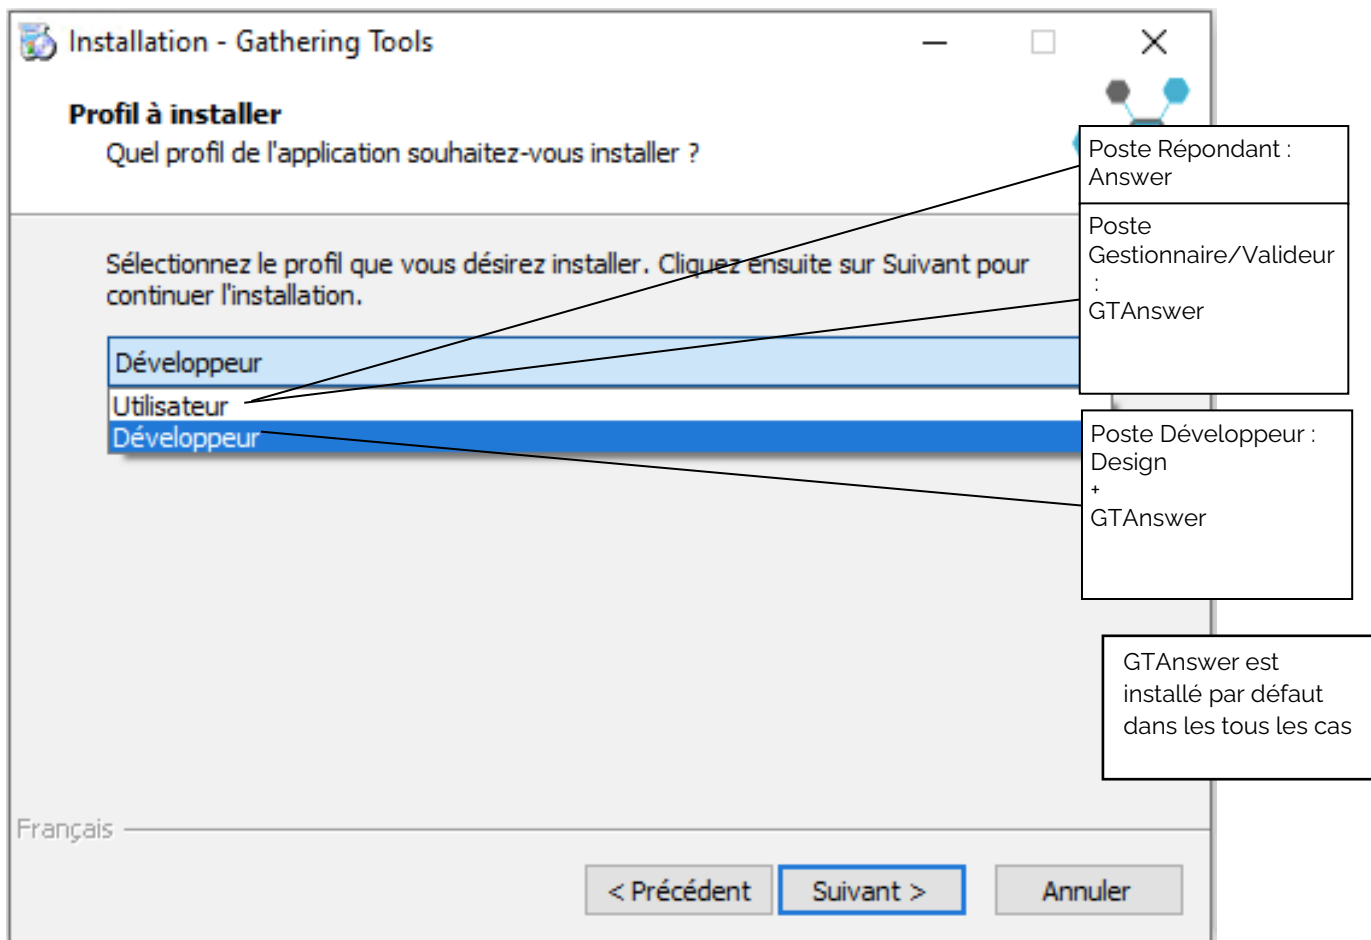 Installation - Gathering Tools
Profil à installer
Quel profil de l'application souhaitez-vous installer ?
Poste Répondant :
Answer
Poste
Gestionnaire/Valideur
:
GTAnswer
Sélectionnez le profil que vous désirez installer. Cliquez ensuite sur Suivant pour
continuer l'installation.
Développeur
Utilisateur
Développeur
Poste Développeur :
Design
+
GTAnswer
GTAnswer est
installé par défaut
dans les tous les cas
Français
< Précédent
Suivant >
Annuler